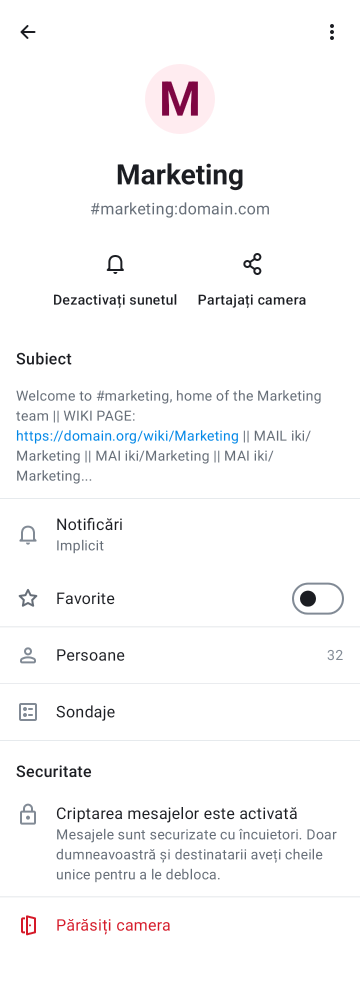 M
Marketing
#marketing:domain.com
Dezactivați sunetul
Partajați camera
Subiect
Welcome to #marketing, home of the Marketing
team || WIKI PAGE:
https://domain.org/wiki/Marketing || MAIL iki/
Marketing || MAI iki/Marketing || MAI iki/
Marketing...
Notificări
Implicit
Favorite
Persoane 32
Sondaje
Securitate
Criptarea mesajelor este activată
Mesajele sunt securizate cu încuietori. Doar
dumneavoastră și destinatarii aveți cheile
unice pentru a le debloca.
Părăsiți camera